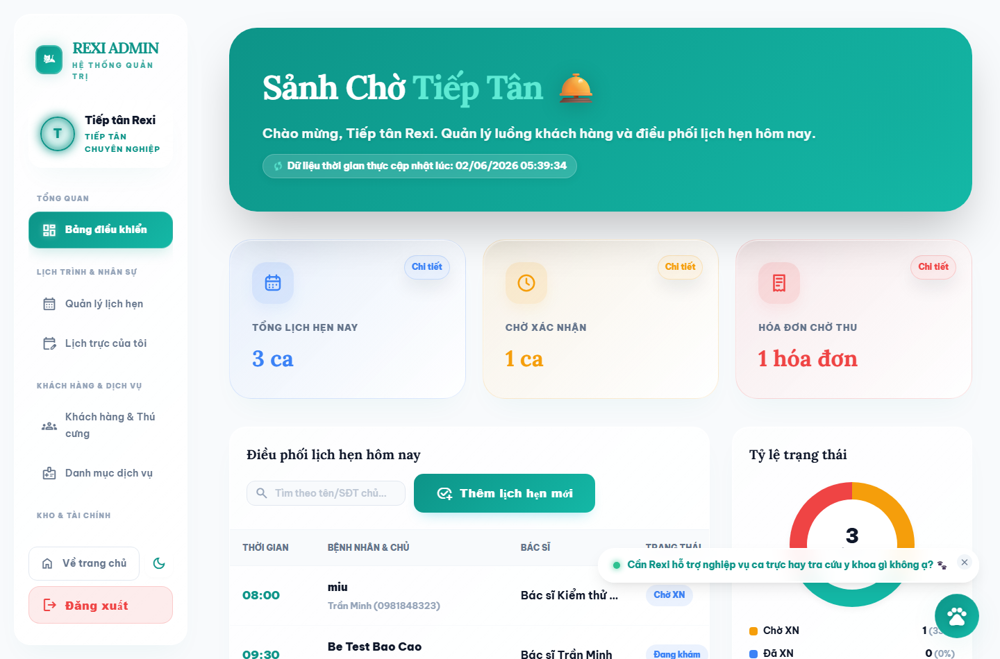 REXI ADMIN
HỆ THỐNG QUẢN
TRỊ
T
Tiếp tân Rexi
TIẾP TÂN
CHUYÊN NGHIỆP
TỔNG QUAN
Bảng điều khiển
LỊCH TRÌNH & NHÂN SỰ
Quản lý lịch hẹn
Lịch trực của tôi
KHÁCH HÀNG & DỊCH VỤ
Khách hàng & Thú
cưng
Danh mục dịch vụ
KHO & TÀI CHÍNH
Về trang chủ
Đăng xuất
Sảnh Chờ Tiếp Tân
Chào mừng, Tiếp tân Rexi. Quản lý luồng khách hàng và điều phối lịch hẹn hôm nay.
Dữ liệu thời gian thực cập nhật lúc: 02/06/2026 05:39:34
Chi tiết
TỔNG LỊCH HẸN NAY
3 ca
Chi tiết
CHỜ XÁC NHẬN
1 ca
Chi tiết
HÓA ĐƠN CHỜ THU
1 hóa đơn
Điều phối lịch hẹn hôm nay
Tìm theo tên/SĐT chủ...
Thêm lịch hẹn mới
THỜI GIAN BỆNH NHÂN & CHỦ BÁC SĨ TRẠNG THÁI
08:00
miu
Trần Minh (0981848323)
Bác sĩ Kiểm thử ...
Chờ XN
09:30
Be Test Bao Cao
Bác sĩ Trần Minh
Đang khám
Tỷ lệ trạng thái
3
Cần Rexi hỗ trợ nghiệp vụ ca trực hay tra cứu y khoa gì không ạ?
Chờ XN 1
Đã XN 0 (0%)